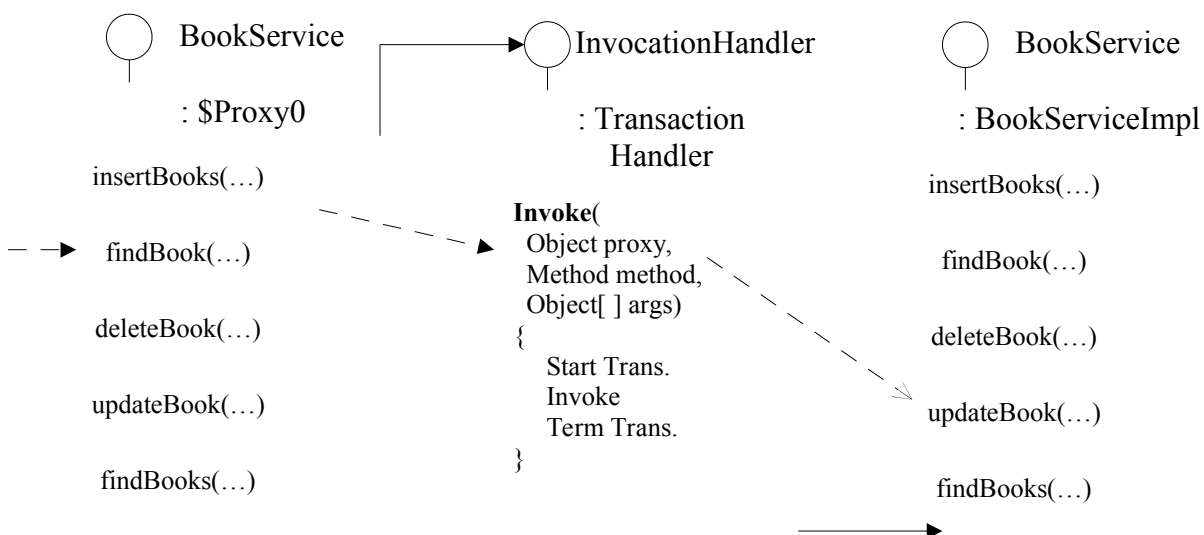 BookService
: $Proxy0
insertBooks(…)
findBook(…)
deleteBook(…)
updateBook(…)
findBooks(…)
InvocationHandler
: Transaction
Handler
Invoke(
Object proxy,
Method method,
Object[ ] args)
{
Start Trans.
Invoke
Term Trans.
}
BookService
: BookServiceImpl
insertBooks(…)
findBook(…)
deleteBook(…)
updateBook(…)
findBooks(…)